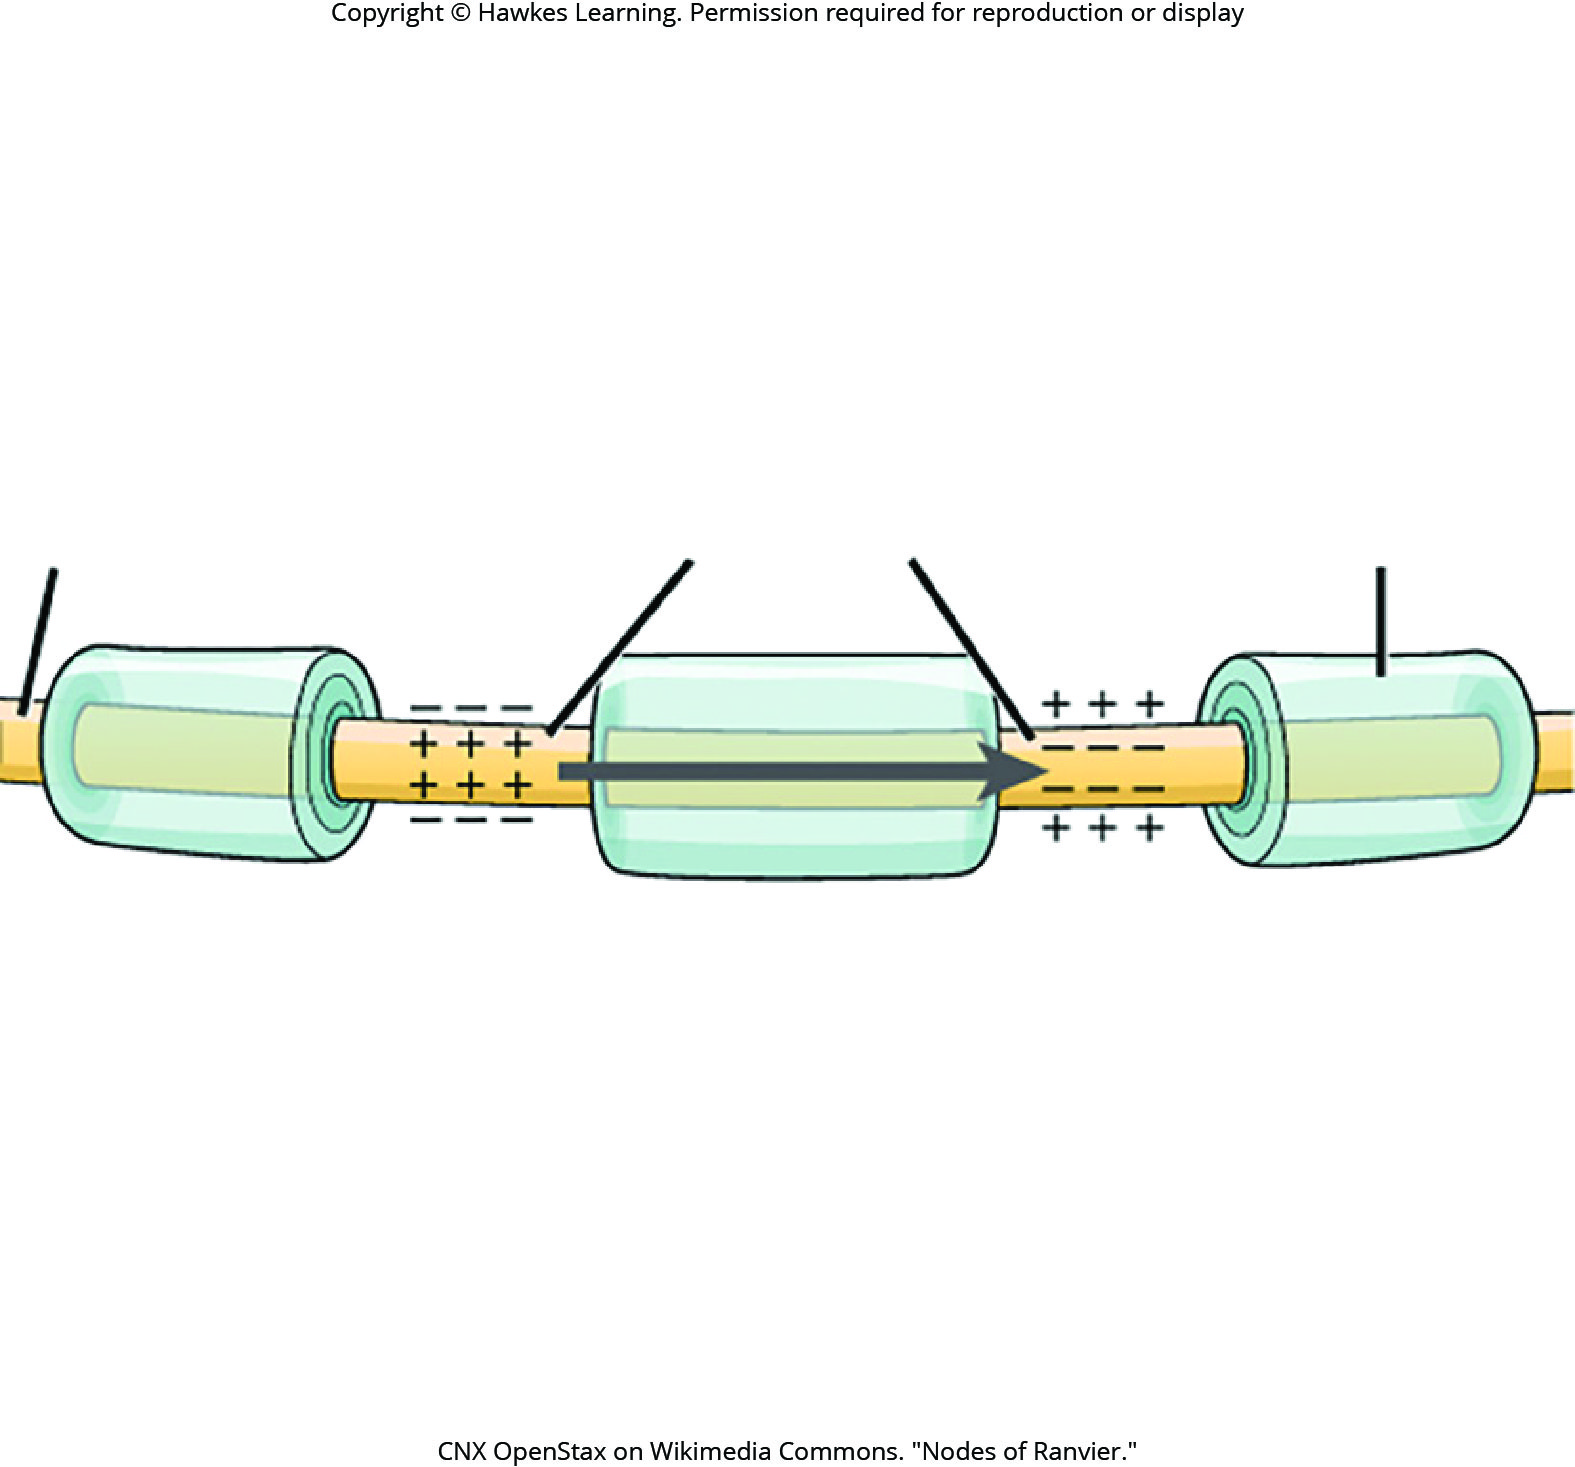 Copyright © Hawkes Learning. Permission required for reproduction or display
− − −
+ + +
+ + +
− − −
+ + +
− − −
− − −
+ + +
CNX OpenStax on Wikimedia Commons. "Nodes of Ranvier."